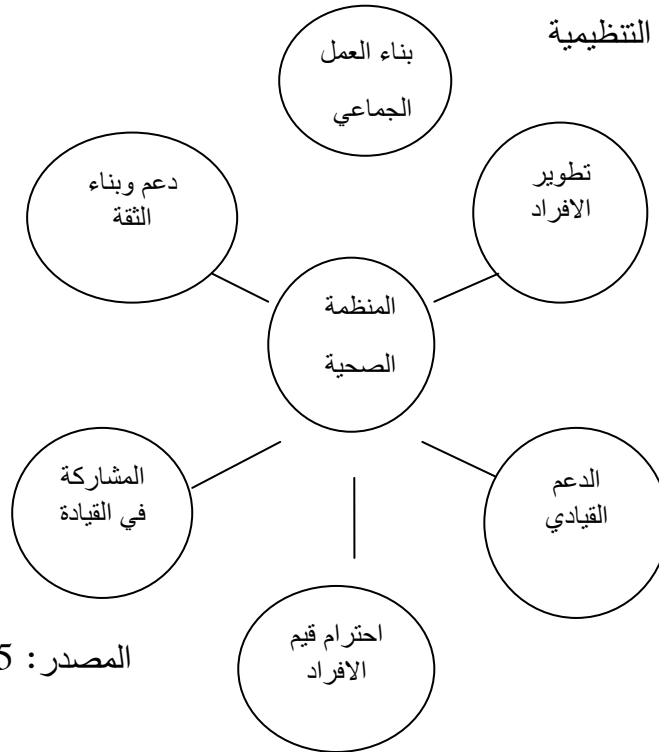 التنظيمية
بناء العمل
الجماعي
تطوير
الافراد
دعم وبناء
الثقة
المنظمة
الصحية
المشاركة
في القيادة
الدعم
القيادي
احترام قيم
الافراد
المصدر: 5